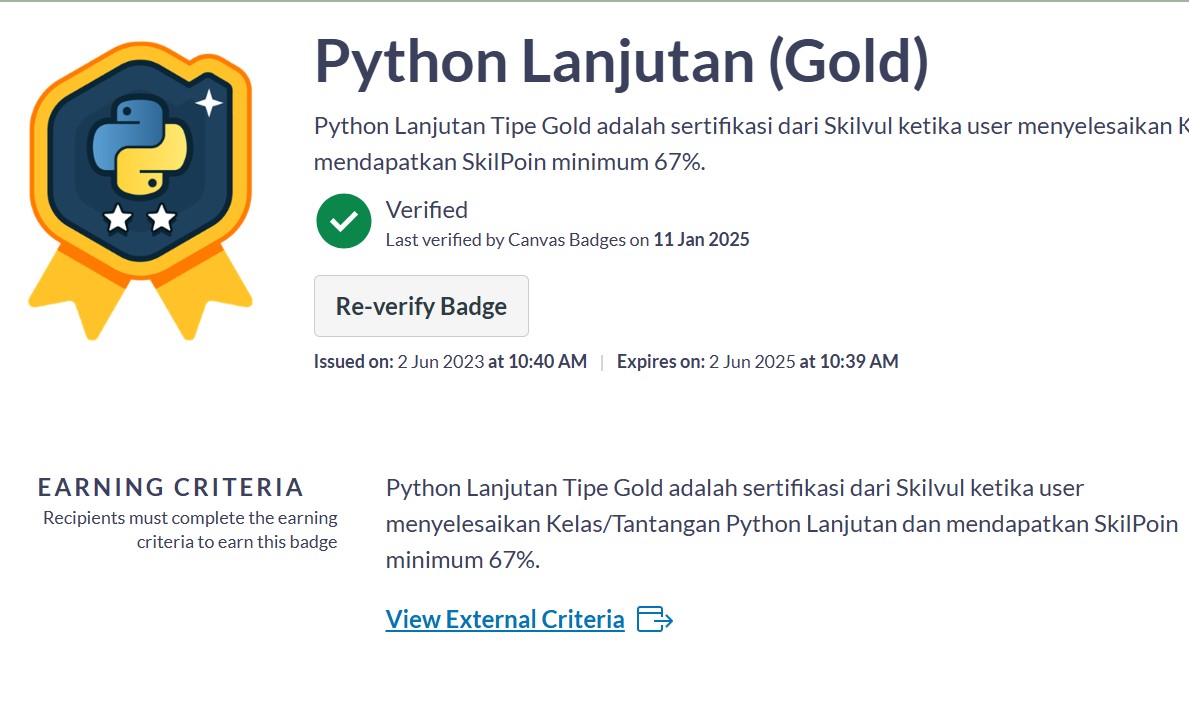 Python Lanjutan (Gold)
Python Lanjutan Tipe Gold adalah sertifikasi dari Skilvul ketika user menyelesaikan
mendapatkan SkilPoin minimum 67%.
Verified
Last verified by Canvas Badges on 11 Jan 2025
Re-verify Badge
Issued on: 2 Jun 2023 at 10:40 AM | Expires on: 2 Jun 2025 at 10:39 AM
EARNING CRITERIA
Recipients must complete the earning
criteria to earn this badge
Python Lanjutan Tipe Gold adalah sertifikasi dari Skilvul ketika user
menyelesaikan Kelas/Tantangan Python Lanjutan dan mendapatkan SkilPoin
minimum 67%.
View External Criteria